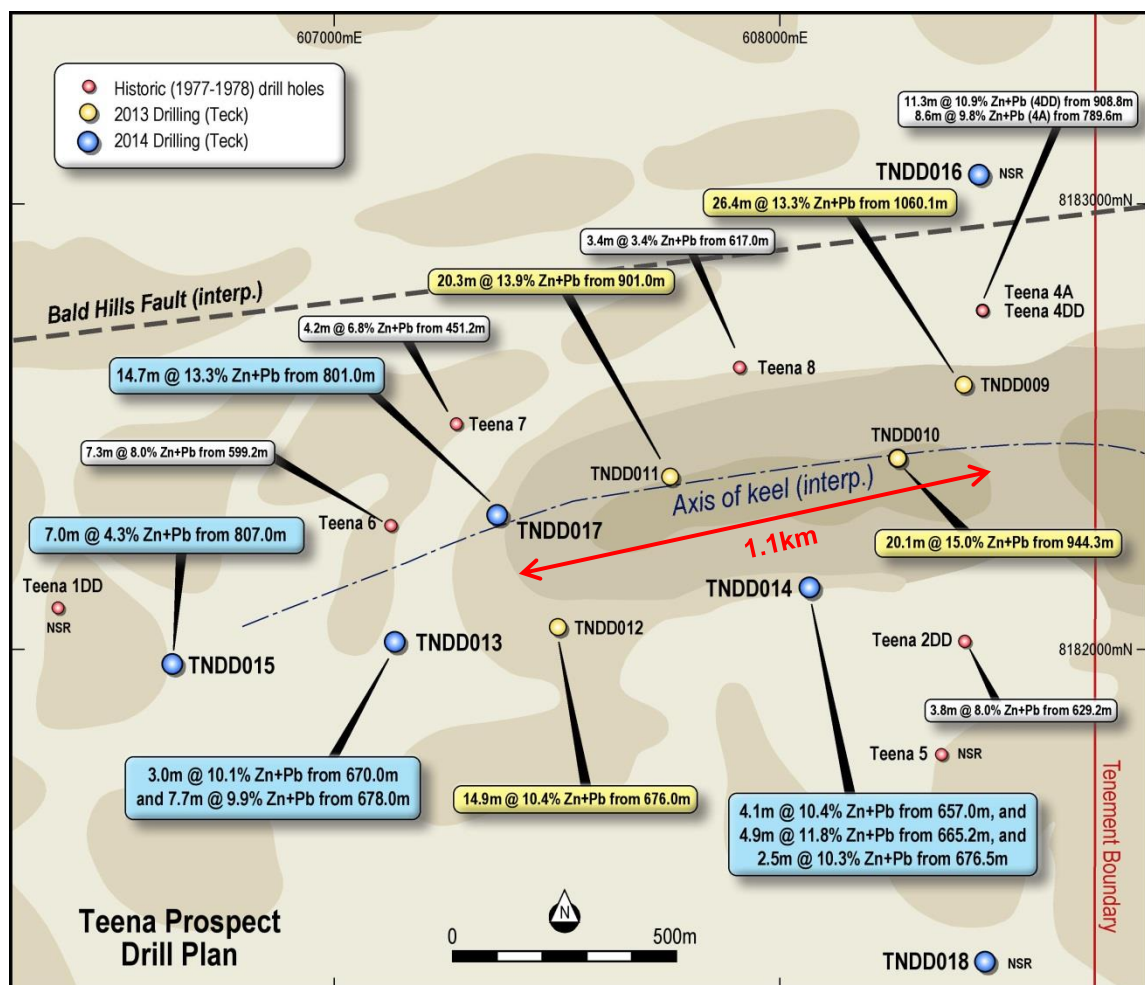 607000mE
608000mE
Historic (1977-1978) drill holes
2013 Drilling (Teck)
2014 Drilling (Teck)
11.3m @ 10.9% Zn+Pb (4DD) from 908.8m
8.6m @ 9.8% Zn+Pb (4A) from 789.6m
TNDD016
NSR
26.4m @ 13.3% Zn+Pb from 1060.1m
8183000mN
3.4m @ 3.4% Zn+Pb from 617.0m
20.3m @ 13.9% Zn+Pb from 901.0m
Bald Hills Fault (interp.)
Teena 4A
Teena 4DD
4.2m @ 6.8% Zn+Pb from 451.2m
14.7m @ 13.3% Zn+Pb from 801.0m
Teena 8
TNDD009
Teena 7
7.3m @ 8.0% Zn+Pb from 599.2m
TNDD010
TNDD011
Axis of keel (interp.)
Teena 6
TNDD017
7.0m @ 4.3% Zn+Pb from 807.0m
1.1km
20.1m @ 15.0% Zn+Pb from 944.3m
Teena 1DD
NSR
TNDD014
TNDD012
TNDD013
TNDD015
Teena 2DD
8182000mN
3.8m @ 8.0% Zn+Pb from 629.2m
Teena 5
NSR
3.0m @ 10.1% Zn+Pb from 670.0m
and 7.7m @ 9.9% Zn+Pb from 678.0m
14.9m @ 10.4% Zn+Pb from 676.0m
4.1m @ 10.4% Zn+Pb from 657.0m, and
4.9m @ 11.8% Zn+Pb from 665.2m, and
2.5m @ 10.3% Zn+Pb from 676.5m
Tenement Boundary
Teena Prospect
Drill Plan
N
0
500m
TNDD018
NSR